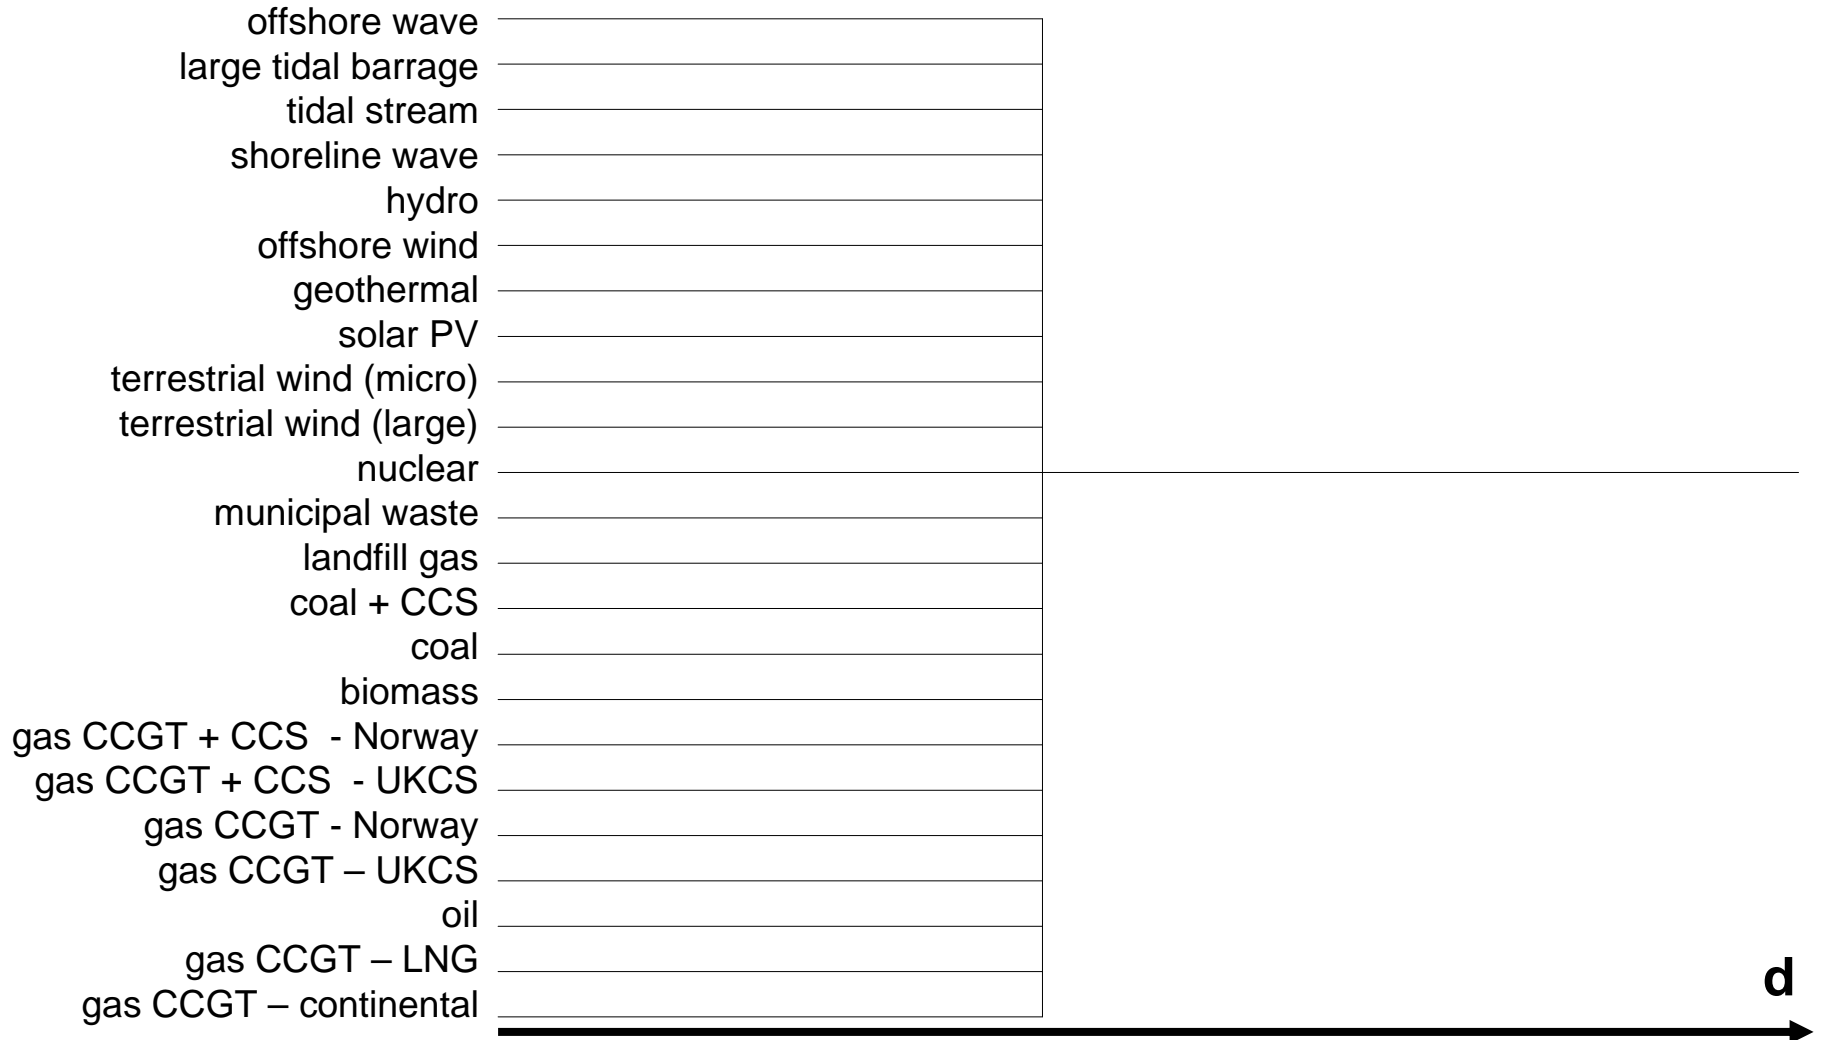 offshore wave
large tidal barrage
tidal stream
shoreline wave
hydro
offshore wind
geothermal
solar PV
terrestrial wind (micro)
terrestrial wind (large)
nuclear
municipal waste
landfill gas
coal + CCS
coal
biomass
gas CCGT + CCS  - Norway
gas CCGT + CCS  - UKCS
gas CCGT - Norway
gas CCGT – UKCS
oil
gas CCGT – LNG
gas CCGT – continental
d